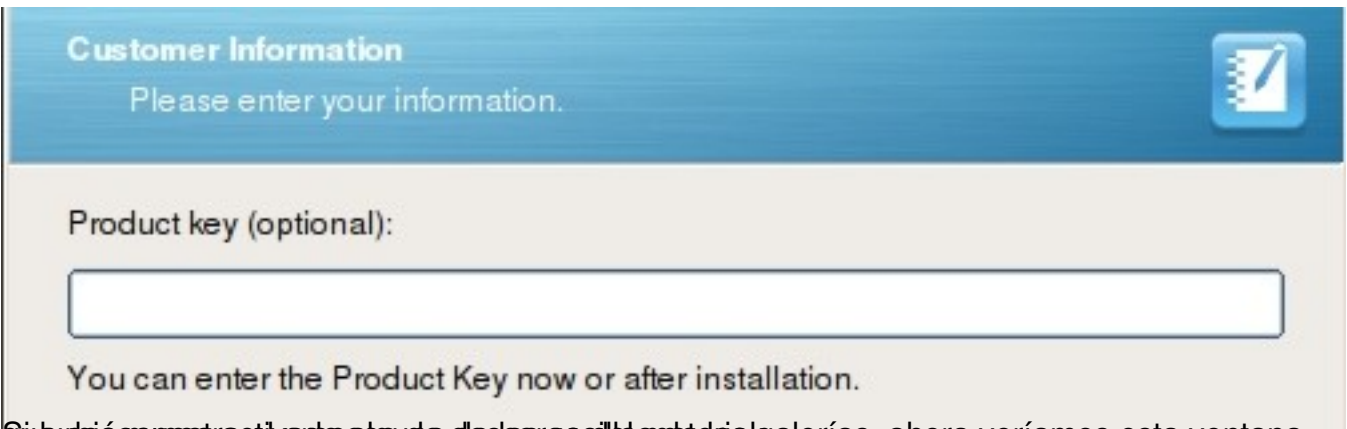 Customer Information
Please enter your information.
Product key (optional):
You can enter the Product Key now or after installation.
galerías, ahora veríamos esta ventana